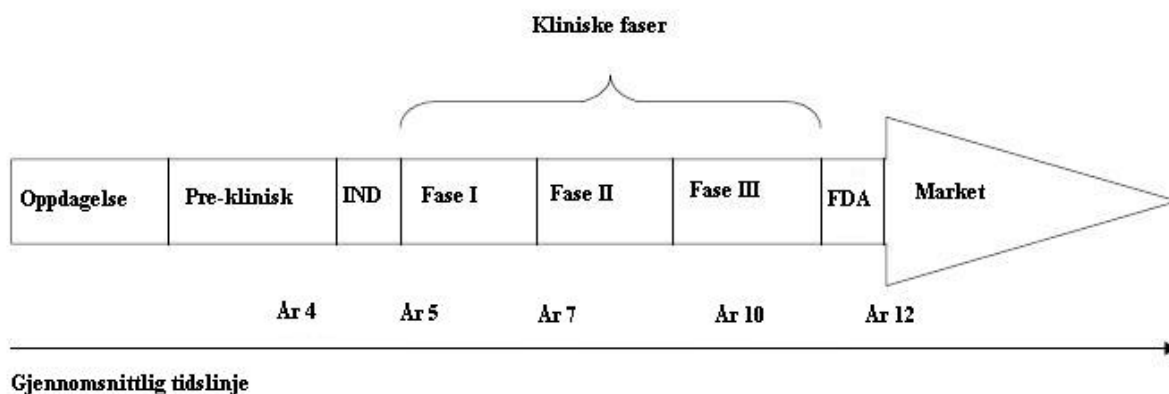 Kliniske faser
Oppdagelse
Pre-klinisk
IND
Fase I
Fase II
Fase III
FDA
Market
År 4
År 5
År 7
År 10
År 12
Gjennomsnittlig tidslinje